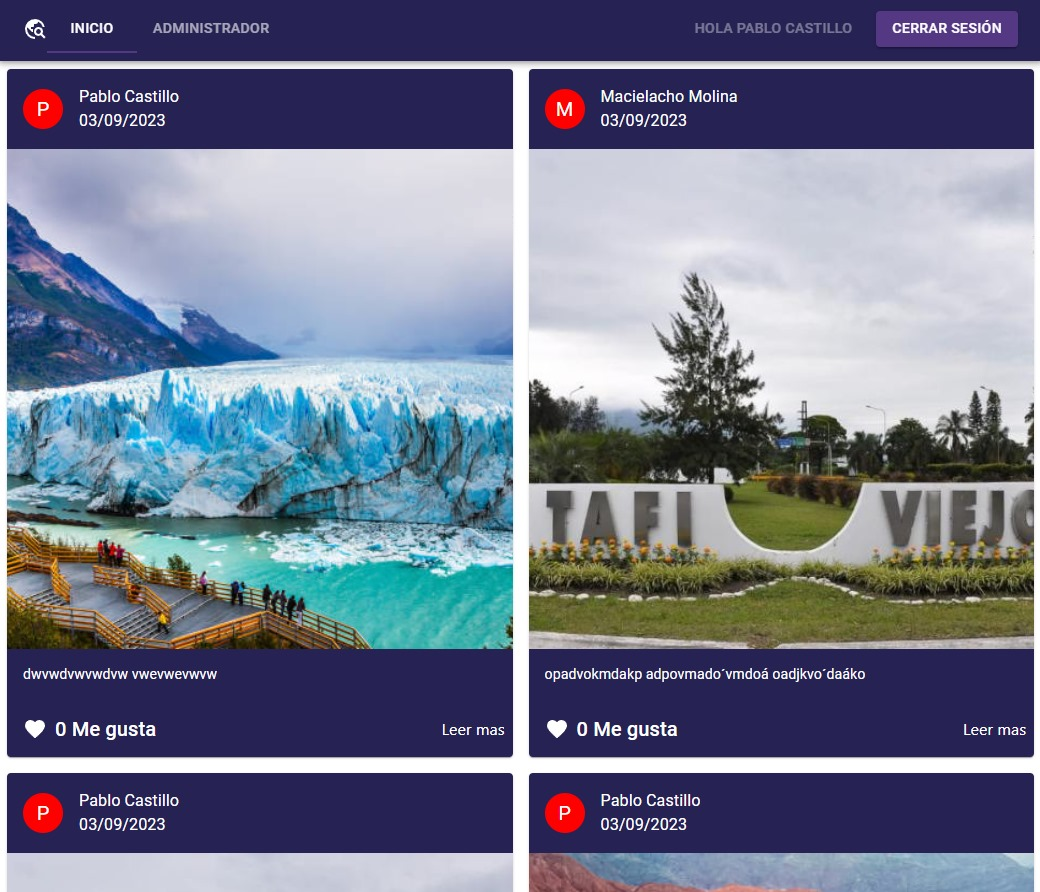 INICIO
ADMINISTRADOR
HOLA PABLO CASTILLO
CERRAR SESIÓN
P
Pablo Castillo
03/09/2023
dwvwdvwvwdvw vwevwevwvw
0 Me gusta
Leer mas
M
Macielacho Molina
03/09/2023
TAFI VIEJO
opadvokmdakp adpovmado´vmdoá oadjkvo´daáko
0 Me gusta
Leer mas
P
Pablo Castillo
03/09/2023
P
Pablo Castillo
03/09/2023